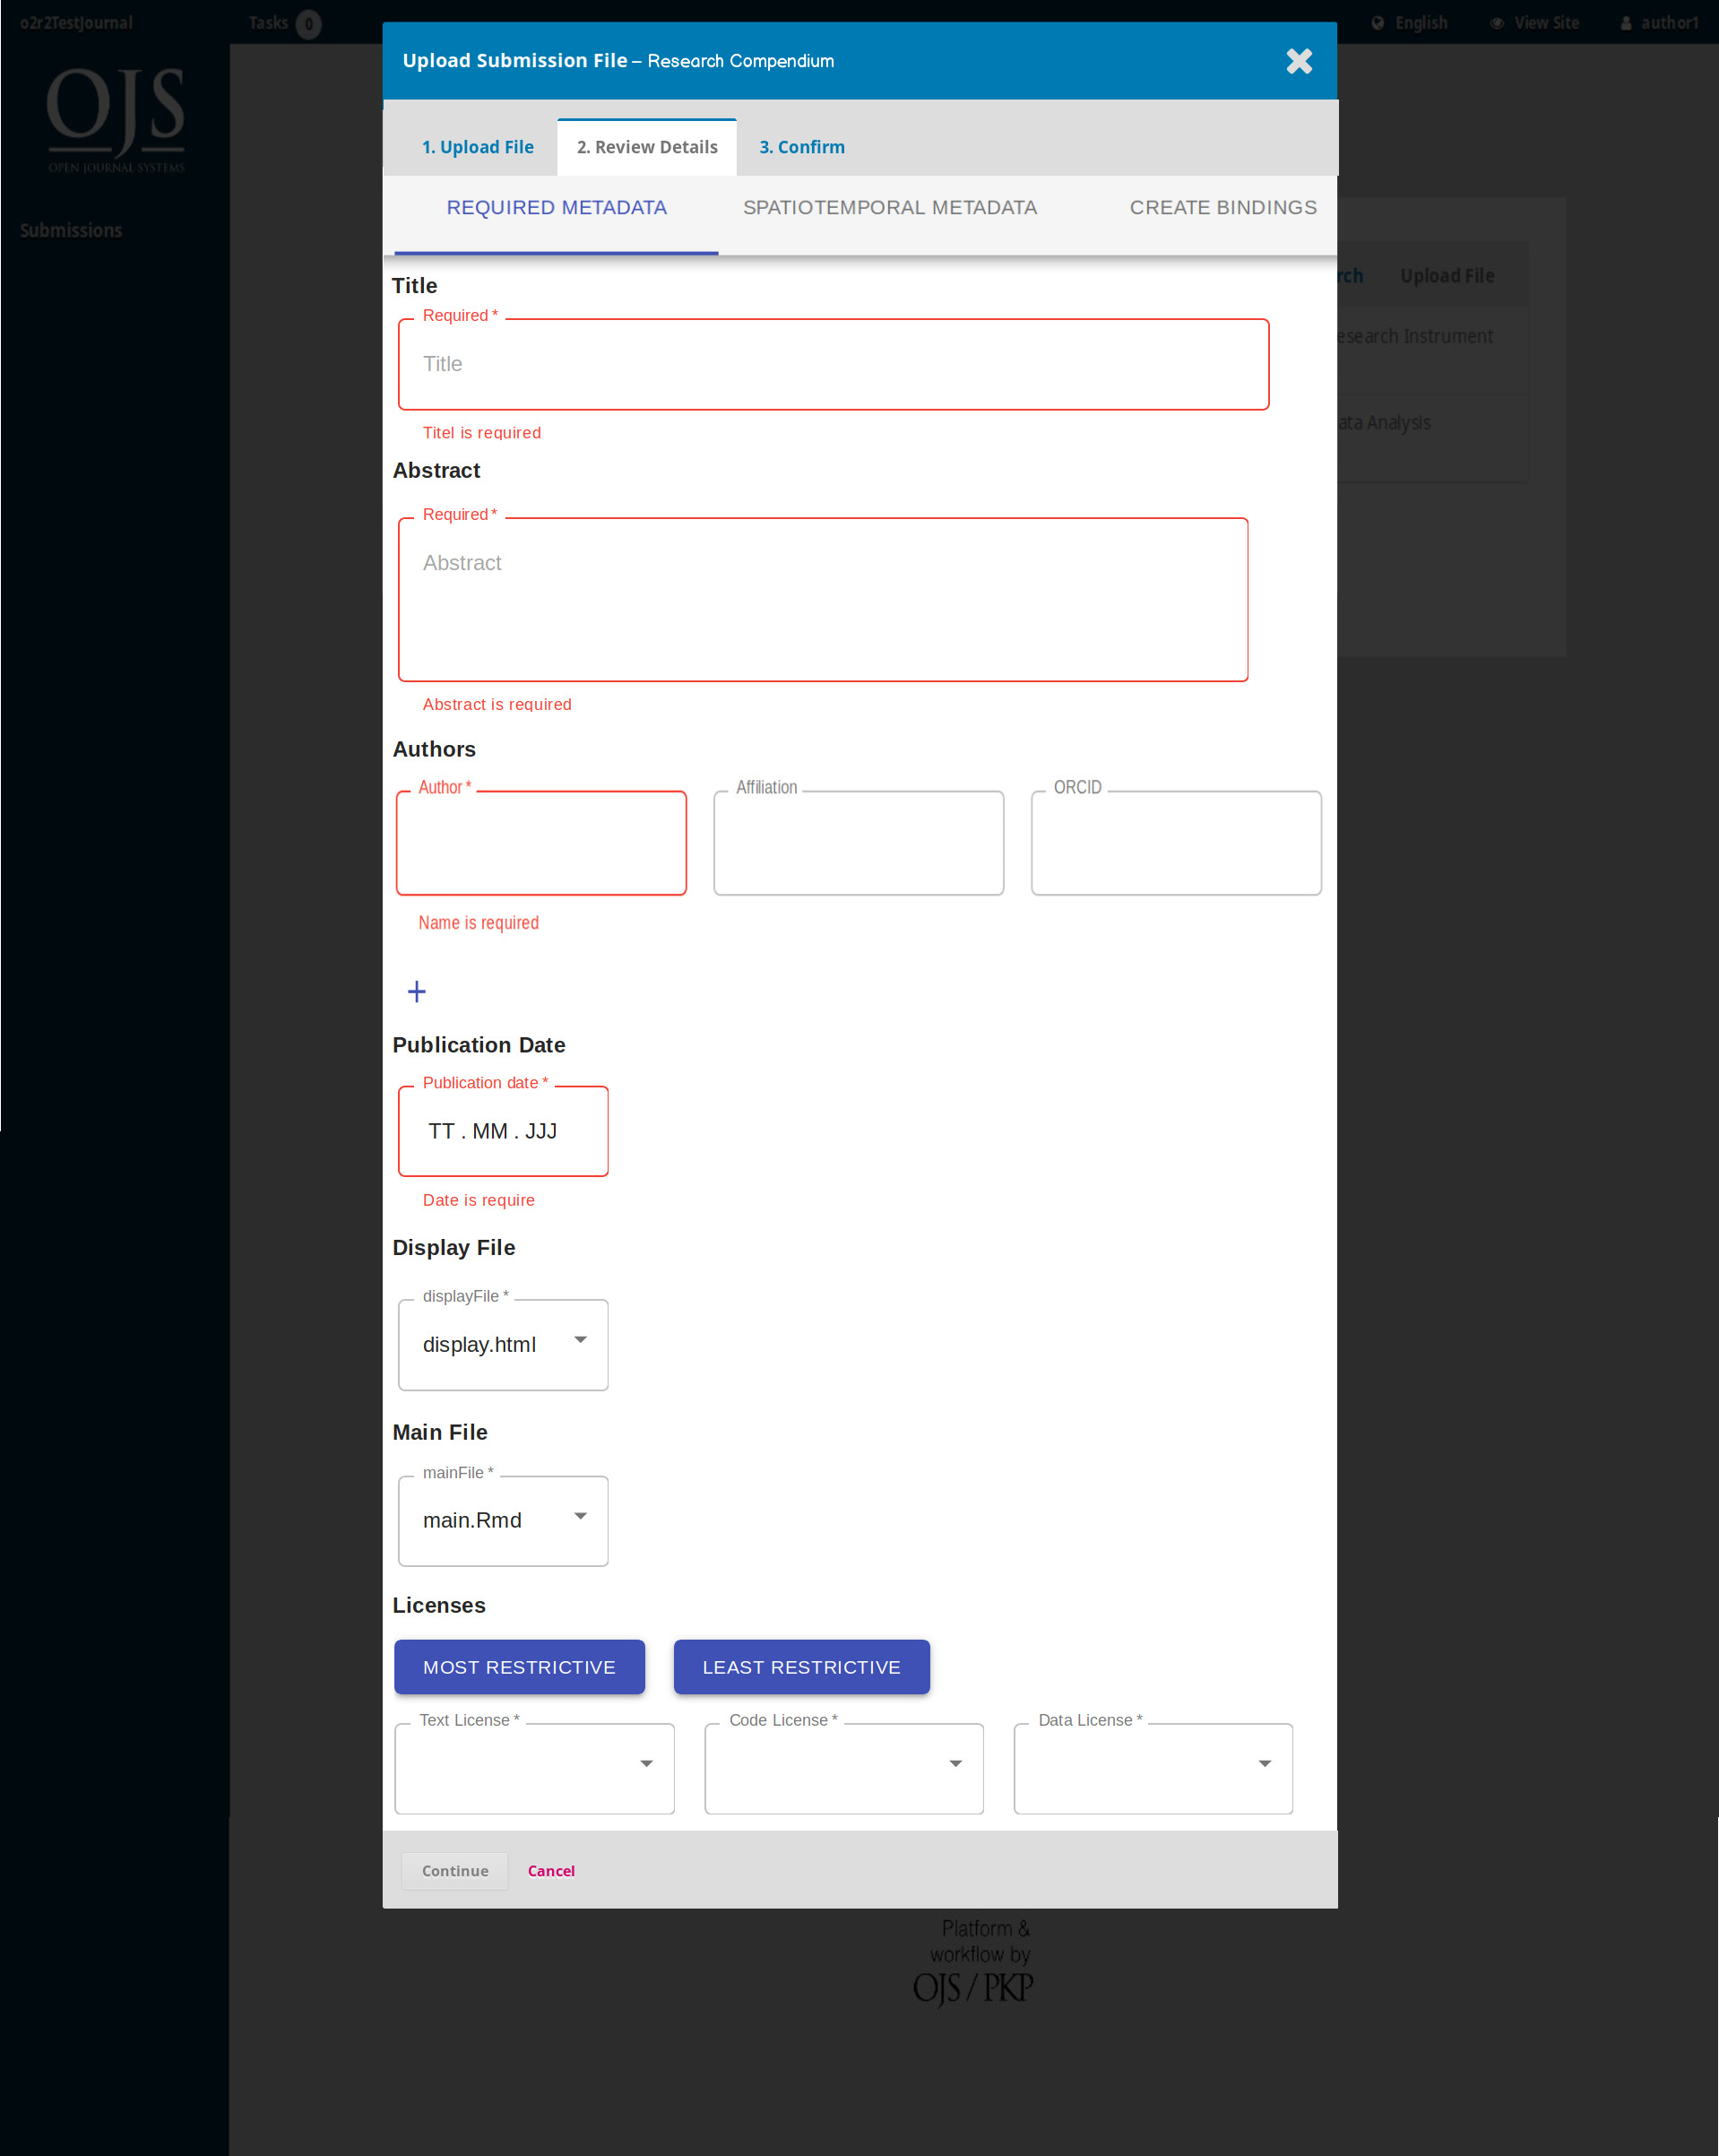 o2r2TestJournal Tasks 0 English View Site author1
Upload Submission File – Research Compendium
OJS
OPEN JOURNAL SYSTEMS
1. Upload File 2. Review Details 3. Confirm
REQUIRED METADATA SPATIOTEMPORAL METADATA CREATE BINDINGS
Submissions
Upload File
Title
Required *
Title
Instrument
Titel is required
Analysis
Abstract
Required *
Abstract
Abstract is required
Authors
Author * Affiliation ORCID
Name is required
+
Publication Date
Publication date *
TT . MM . JJJ
Date is require
Display File
displayFile *
display.html
Main File
mainFile *
main.Rmd
Licenses
MOST RESTRICTIVE LEAST RESTRICTIVE
Text License * Code License * Data License *
Continue Cancel
Platform &
workflow by
OJS / PKP